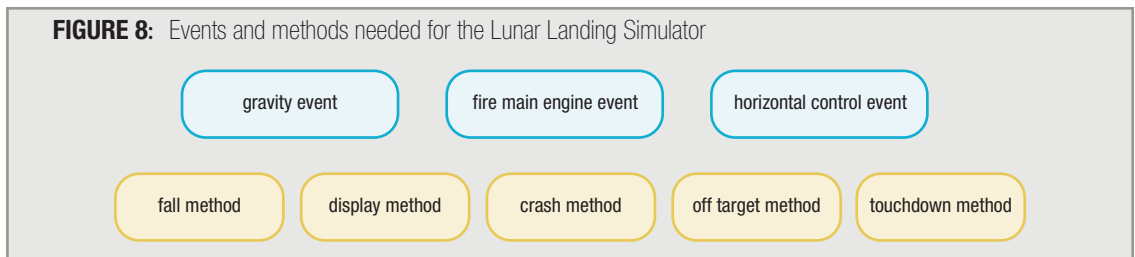 FIGURE 8: Events and methods needed for the Lunar Landing Simulator
gravity event fire main engine event horizontal control event
fall method display method crash method off target method touchdown method